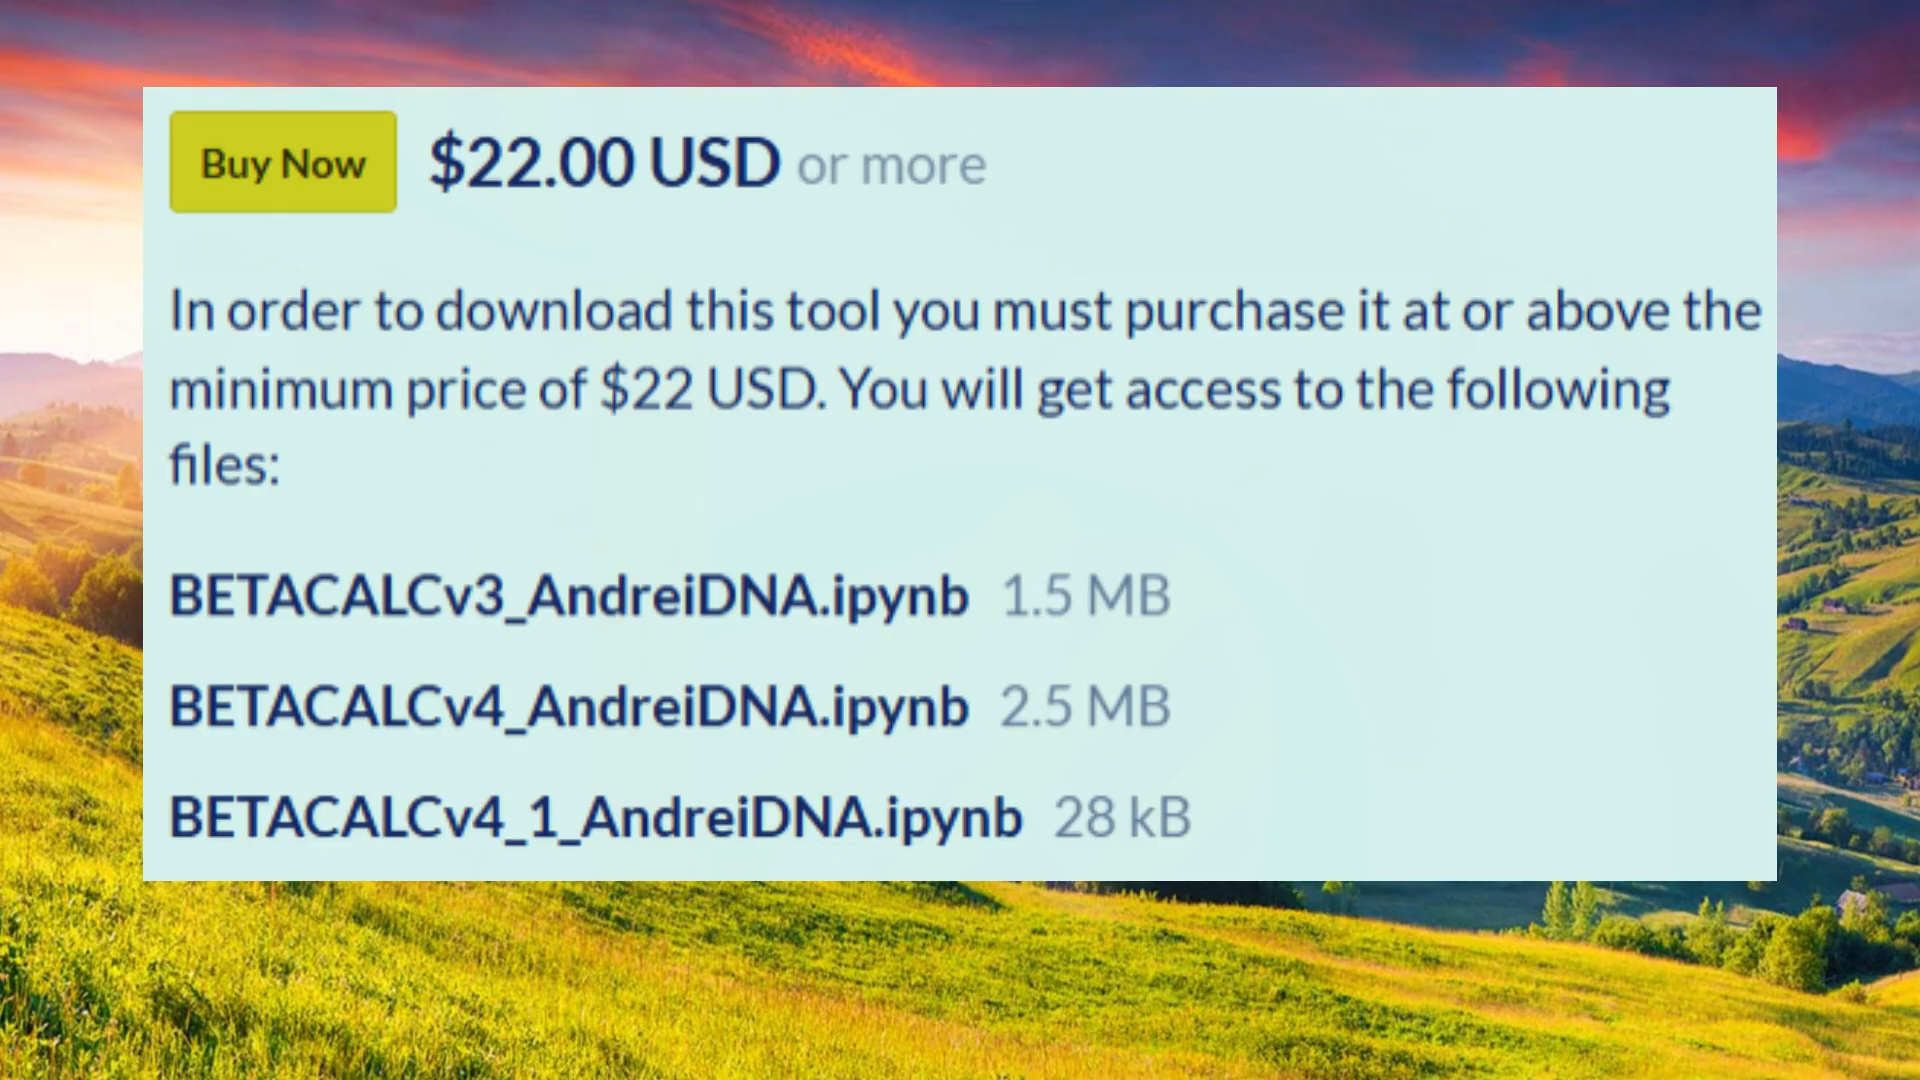 Buy Now $22.00 USD or more
In order to download this tool you must purchase it at or above the
minimum price of $22 USD. You will get access to the following
files:
BETACALCv3_AndreiDNA.ipynb 1.5 MB
BETACALCv4_AndreiDNA.ipynb 2.5 MB
BETACALCv4_1_AndreiDNA.ipynb 28 kB